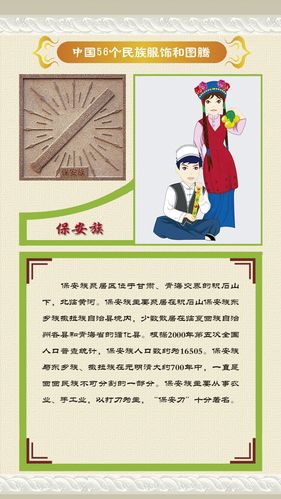 中国56个民族服饰和图腾
保安族
保安族
保安族聚居区位于甘肃、青海交界的积石山
下,北临黄河。保安族主要聚居在积石山保安族东
乡族撒拉族自治县境内,少数散居在临夏回族自治
州各县和青海省的循化县。根据2000年第五次全国
人口普查统计,保安族人口数约为16505。保安族
与东乡族、撒拉族在元明清大约700年中,一直是
回回民族不可分割的一部分。保安族主要从事农
业、手工业,以打刀为主,“保安刀”十分著名。